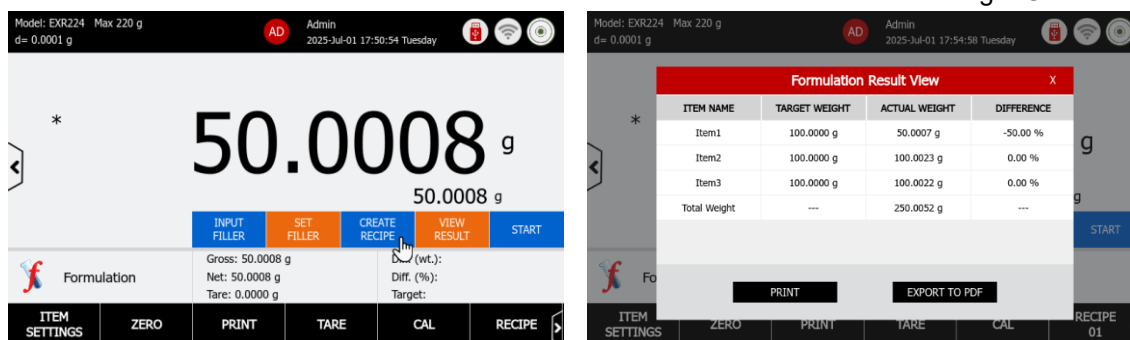 Model: EXR224 Max 220 g
d= 0.0001 g
AD
Admin
2025-Jul-01 17:50:54 Tuesday
*
50.0008 g
50.0008 g
INPUT
FILLER
SET
FILLER
CREATE
RECIPE
VIEW
RESULT
START
Formulation
Gross: 50.0008 g
Net: 50.0008 g
Tare: 0.0000 g
(wt.):
Diff. (%):
Target:
ITEM
SETTINGS
ZERO
PRINT
TARE
CAL
RECIPE
Model: EXR224 Max 220 g
d= 0.0001 g
AD
Admin
2025-Jul-01 17:54:58 Tuesday
*
Formulation Result View X
ITEM NAME TARGET WEIGHT ACTUAL WEIGHT DIFFERENCE
Item1 100.0000 g 50.0007 g -50.00 %
Item2 100.0000 g 100.0023 g 0.00 %
Item3 100.0000 g 100.0022 g 0.00 %
Total Weight --- 250.0052 g ---
g
g
START
Fo
PRINT
EXPORT TO PDF
ITEM
SETTINGS
ZERO
PRINT
TARE
CAL
RECIPE
01